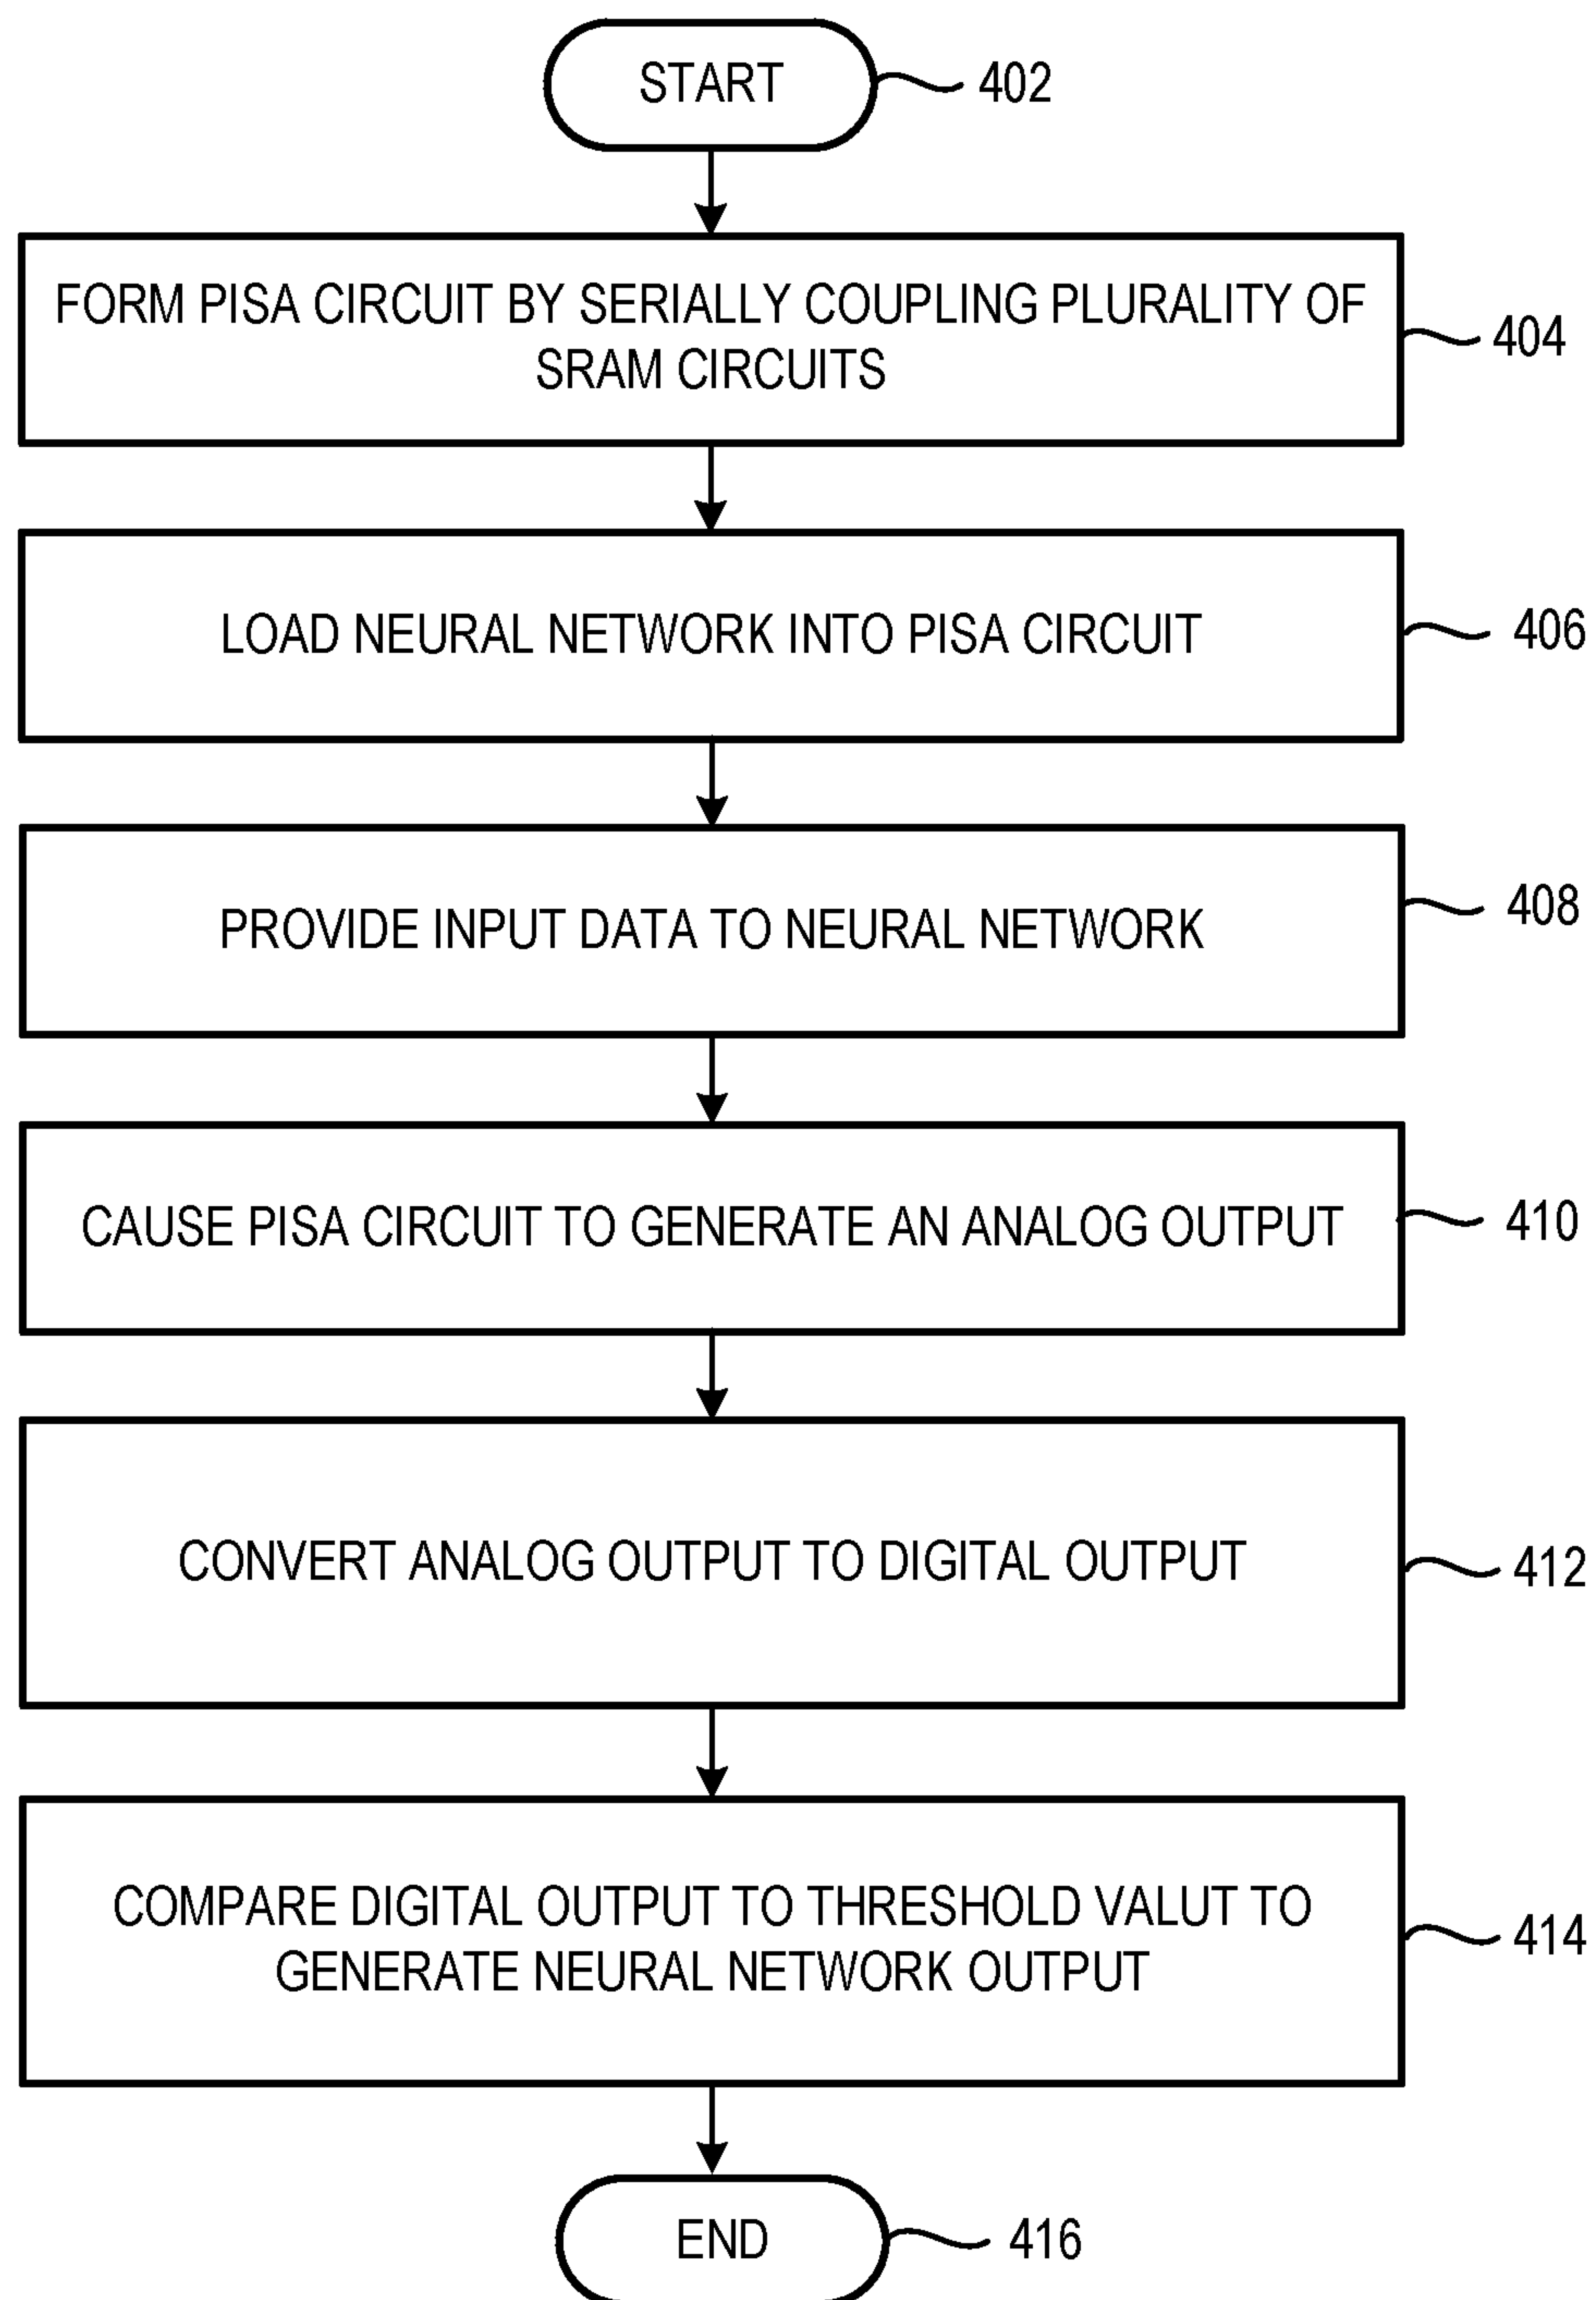 START
402
FORM PISA CIRCUIT BY SERIALLY COUPLING PLURALITY OF
SRAM CIRCUITS
404
LOAD NEURAL NETWORK INTO PISA CIRCUIT
406
PROVIDE INPUT DATA TO NEURAL NETWORK
408
CAUSE PISA CIRCUIT TO GENERATE AN ANALOG OUTPUT
410
CONVERT ANALOG OUTPUT TO DIGITAL OUTPUT
412
COMPARE DIGITAL OUTPUT TO THRESHOLD VALUT TO
GENERATE NEURAL NETWORK OUTPUT
414
END
416